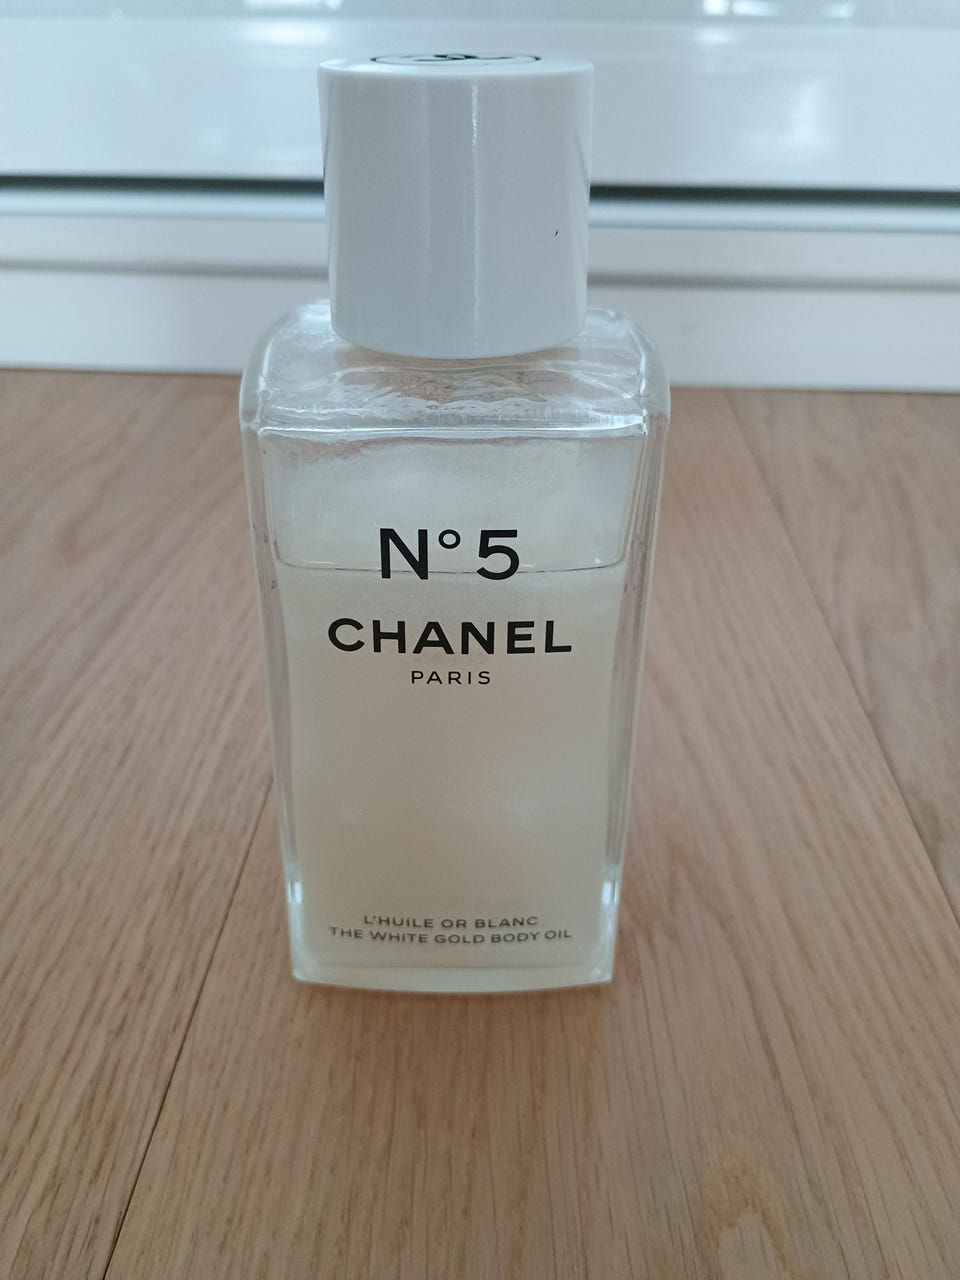 N° 5
CHANEL
PARIS
L'HUILE OR BLANC
THE WHITE GOLD BODY OIL